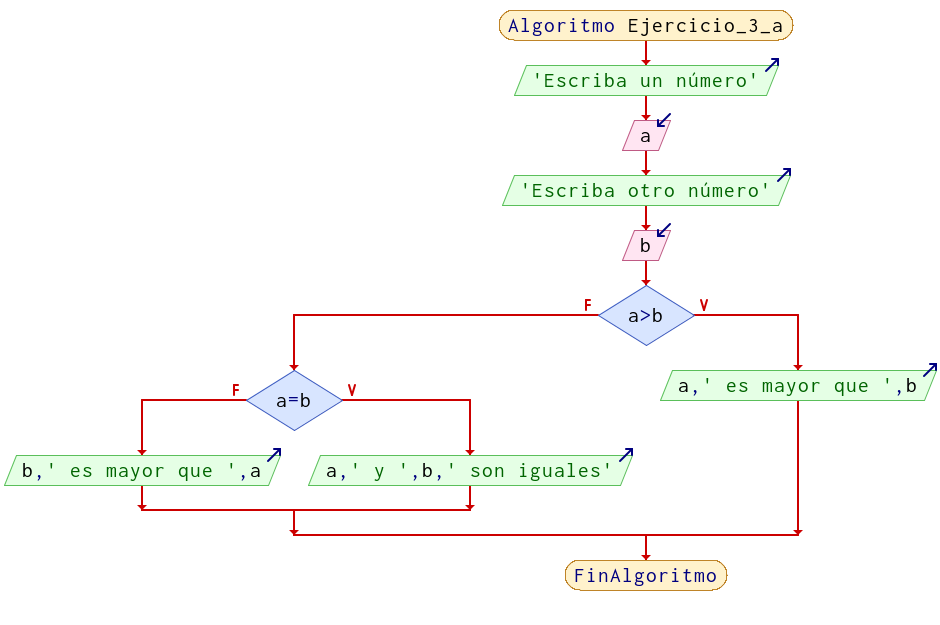 Algoritmo Ejercicio_3_a
'Escriba un número'
a
'Escriba otro número'
b
F
V
a>b
a,' es mayor que ',b
F
V
a=b
b,' es mayor que ',a
a,' y ',b,' son iguales'
FinAlgoritmo